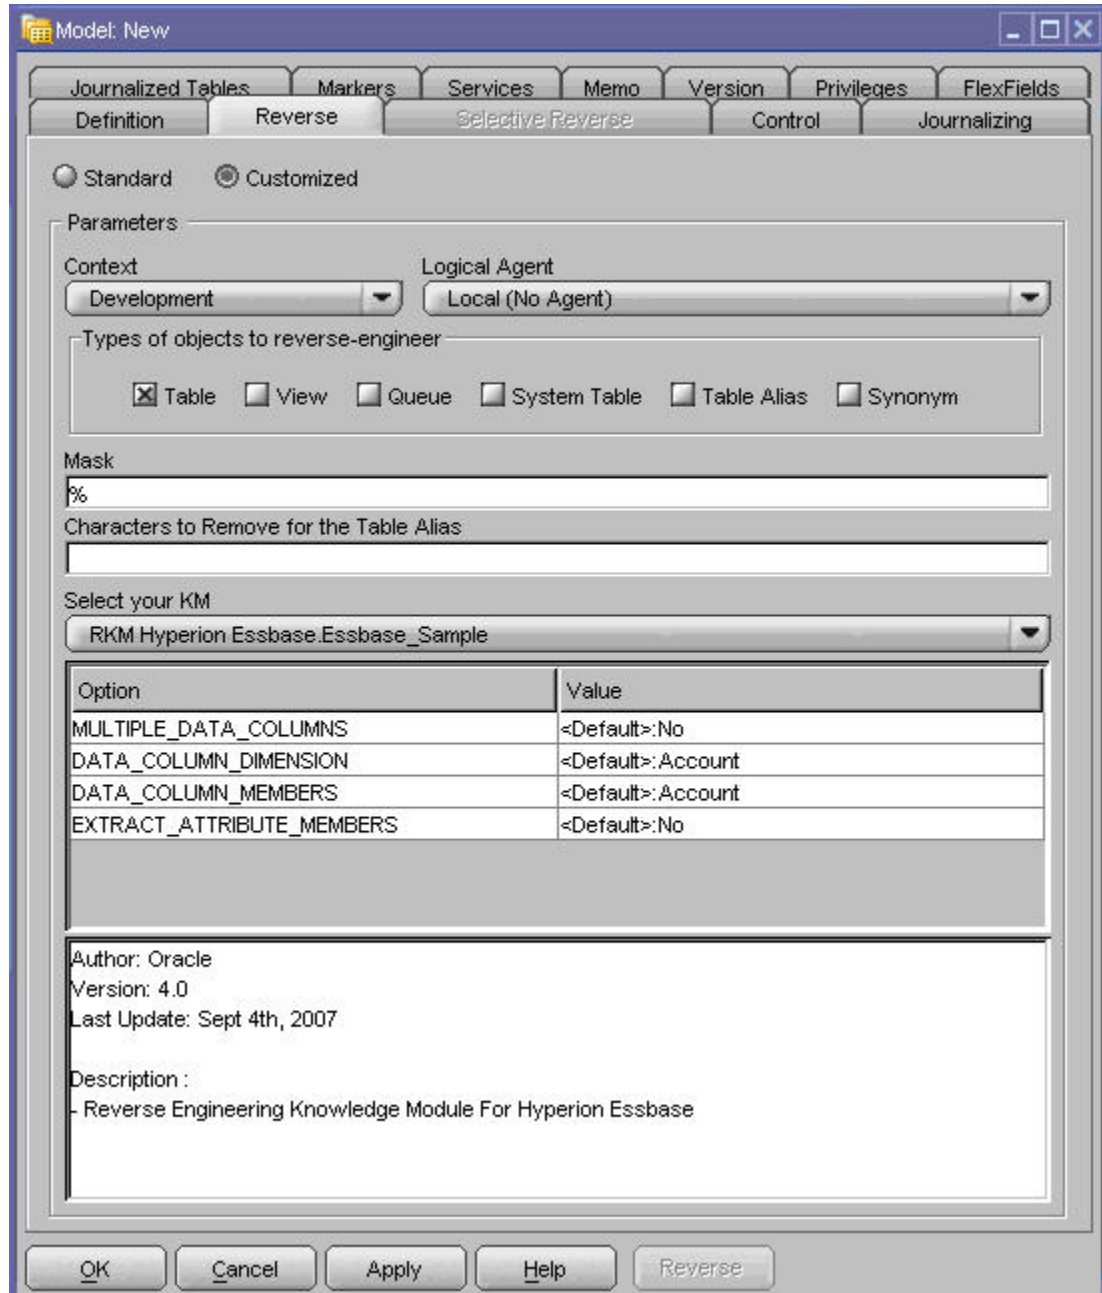 Model: New
Journalized Tables Markers Services Memo Version Privileges FlexFields
Definition Reverse Selective Reverse Control Journalizing
Standard Customized
Parameters
Context Logical Agent
Development Local (No Agent)
Types of objects to reverse-engineer
Table View Queue System Table Table Alias Synonym
Mask
%
Characters to Remove for the Table Alias
Select your KM
RKM Hyperion Essbase.Essbase_Sample
Option Value
MULTIPLE_DATA_COLUMNS <Default>:No
DATA_COLUMN_DIMENSION <Default>:Account
DATA_COLUMN_MEMBERS <Default>:Account
EXTRACT_ATTRIBUTE_MEMBERS <Default>:No
Author: Oracle
Version: 4.0
Last Update: Sept 4th, 2007
Description :
- Reverse Engineering Knowledge Module For Hyperion Essbase
OK Cancel Apply Help Reverse